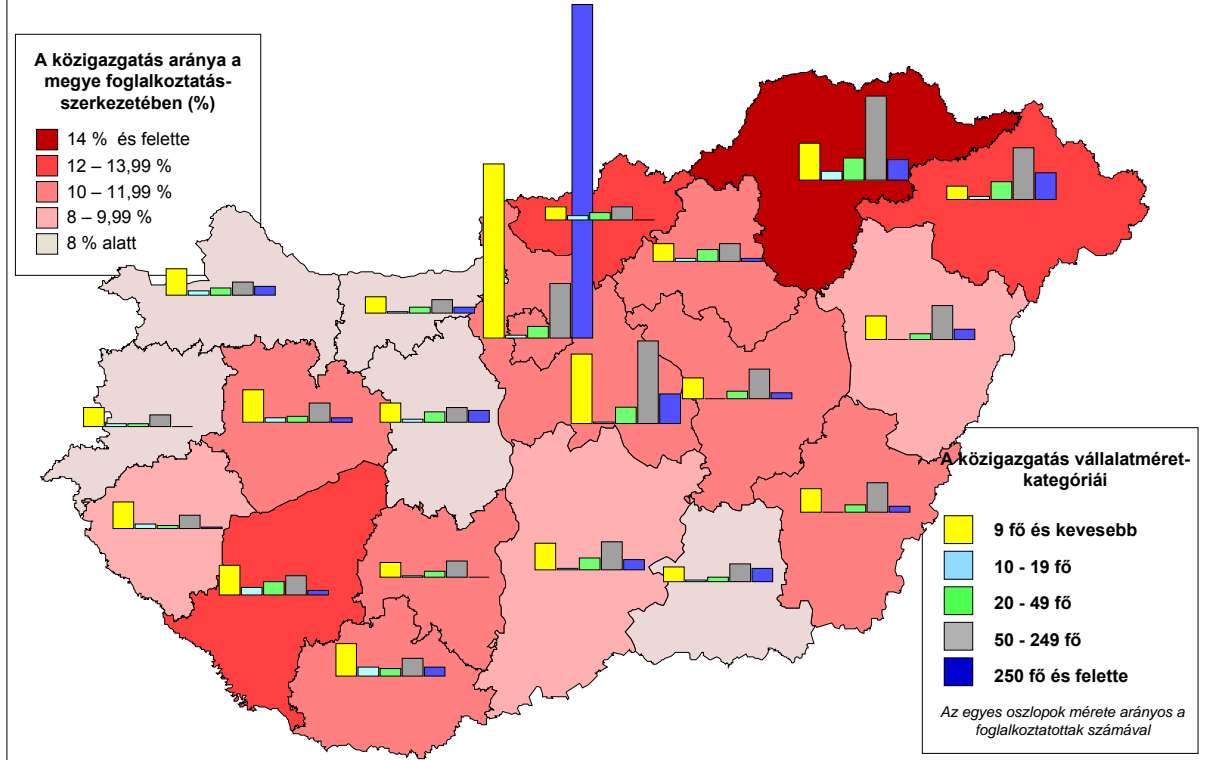 A közigazgatás aránya a
megye foglalkoztatás-
szerkezetében (%)
14 % és felette
12 – 13,99 %
10 – 11,99 %
8 – 9,99 %
8 % alatt
A közigazgatás vállalatméret-
kategóriái
9 fő és kevesebb
10 - 19 fő
20 - 49 fő
50 - 249 fő
250 fő és felette
Az egyes oszlopok mérete arányos a
foglalkoztatottak számával